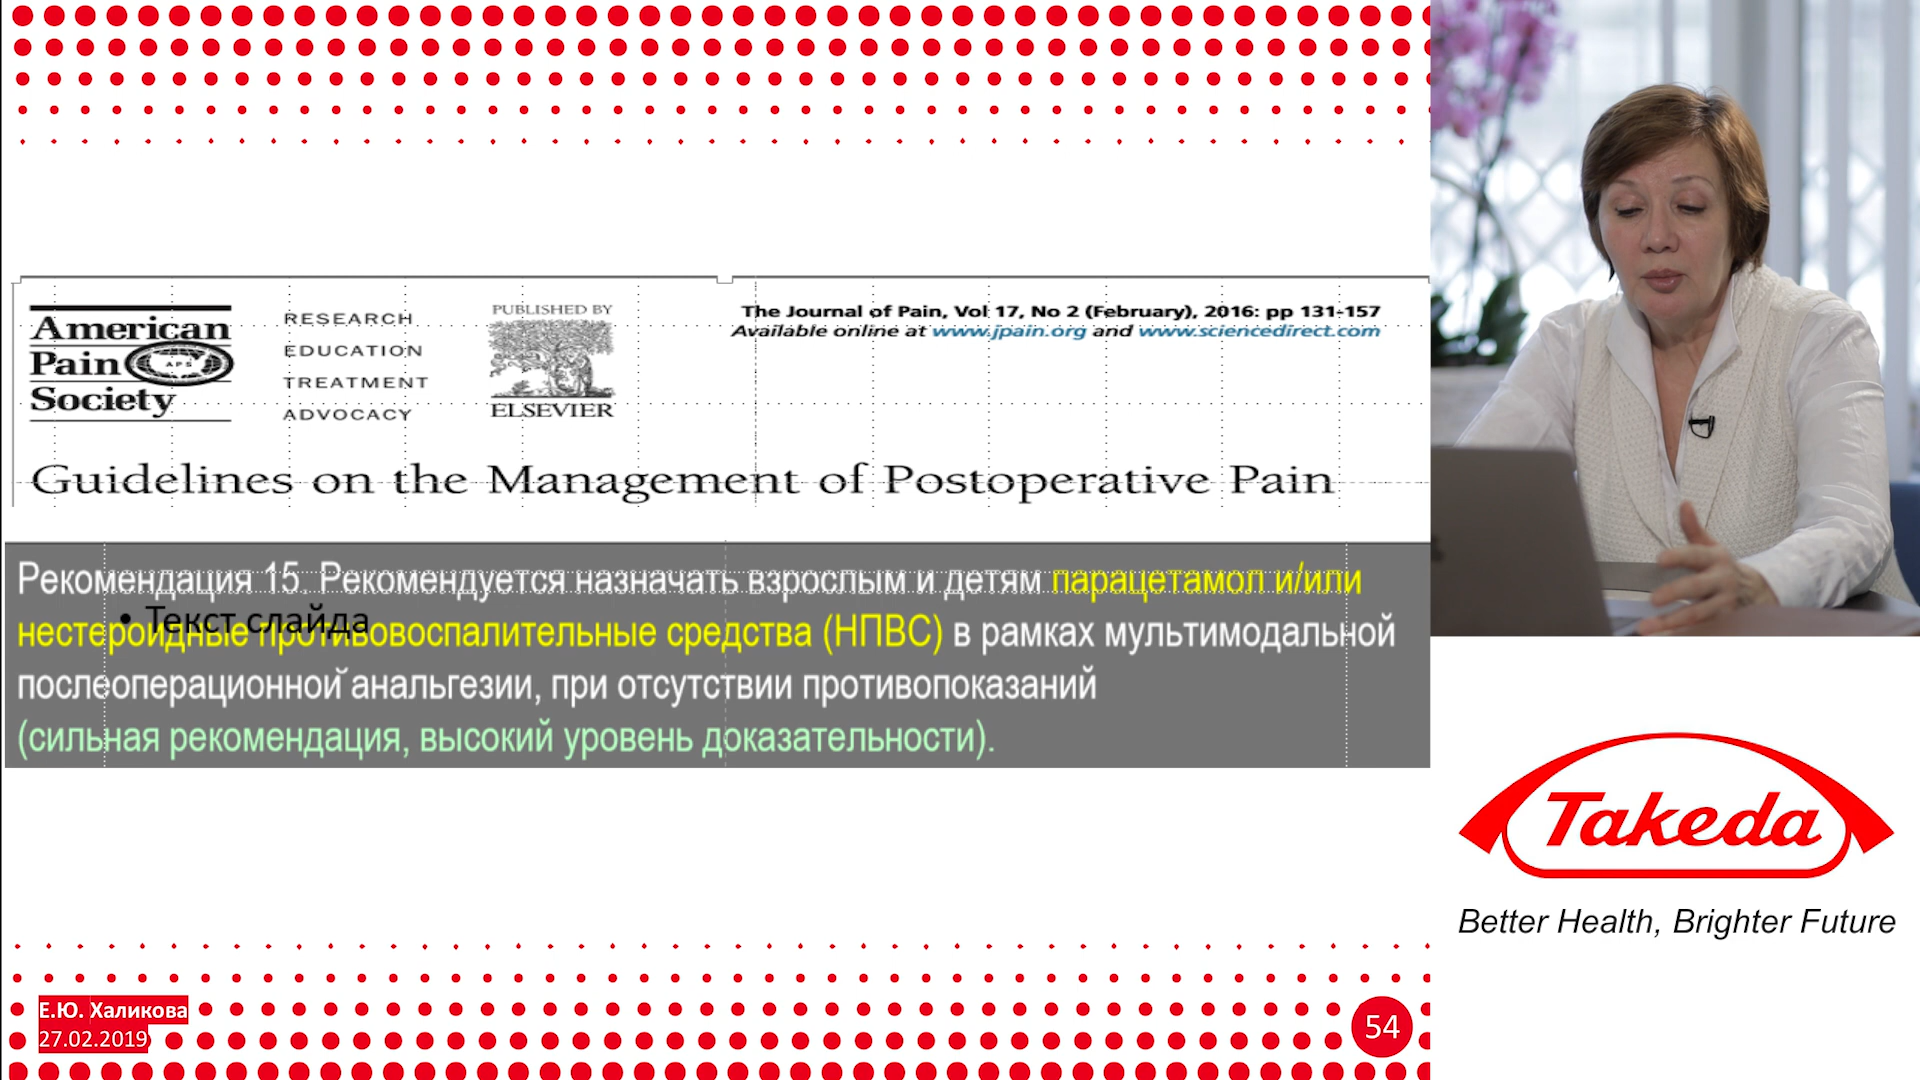 American
Pain
Society
APS
RESEARCH
EDUCATION
TREATMENT
ADVOCACY
PUBLISHED BY
ELSEVIER
The Journal of Pain, Vol 17, No 2 (February), 2016: pp 131-157
Available online at www.jpain.org and www.sciencedirect.com
Guidelines on the Management of Postoperative Pain
Рекомендация 15. Рекомендуется назначать взрослым и детям парацетамол и/или
• Текст слайда
нестероидные противовоспалительные средства (НПВС) в рамках мультимодальной
послеоперационной анальгезии, при отсутствии противопоказаний
(сильная рекомендация, высокий уровень доказательности).
Е.Ю. Халикова
27.02.2019
54
Takeda
Better Health, Brighter Future